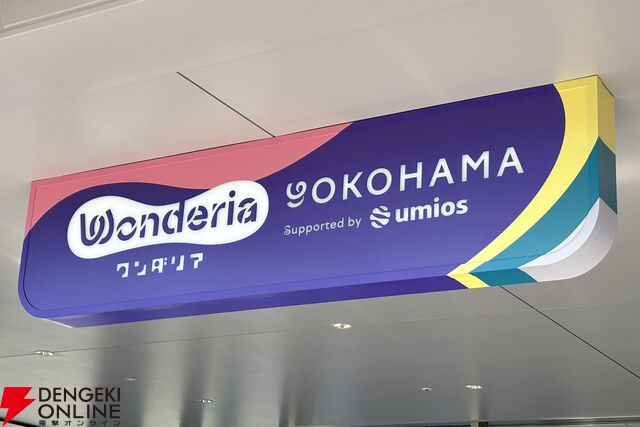 Wonderia
ワンダリア
YOKOHAMA
Supported by umios
DENGEKI
ONLINE
電撃オンライン